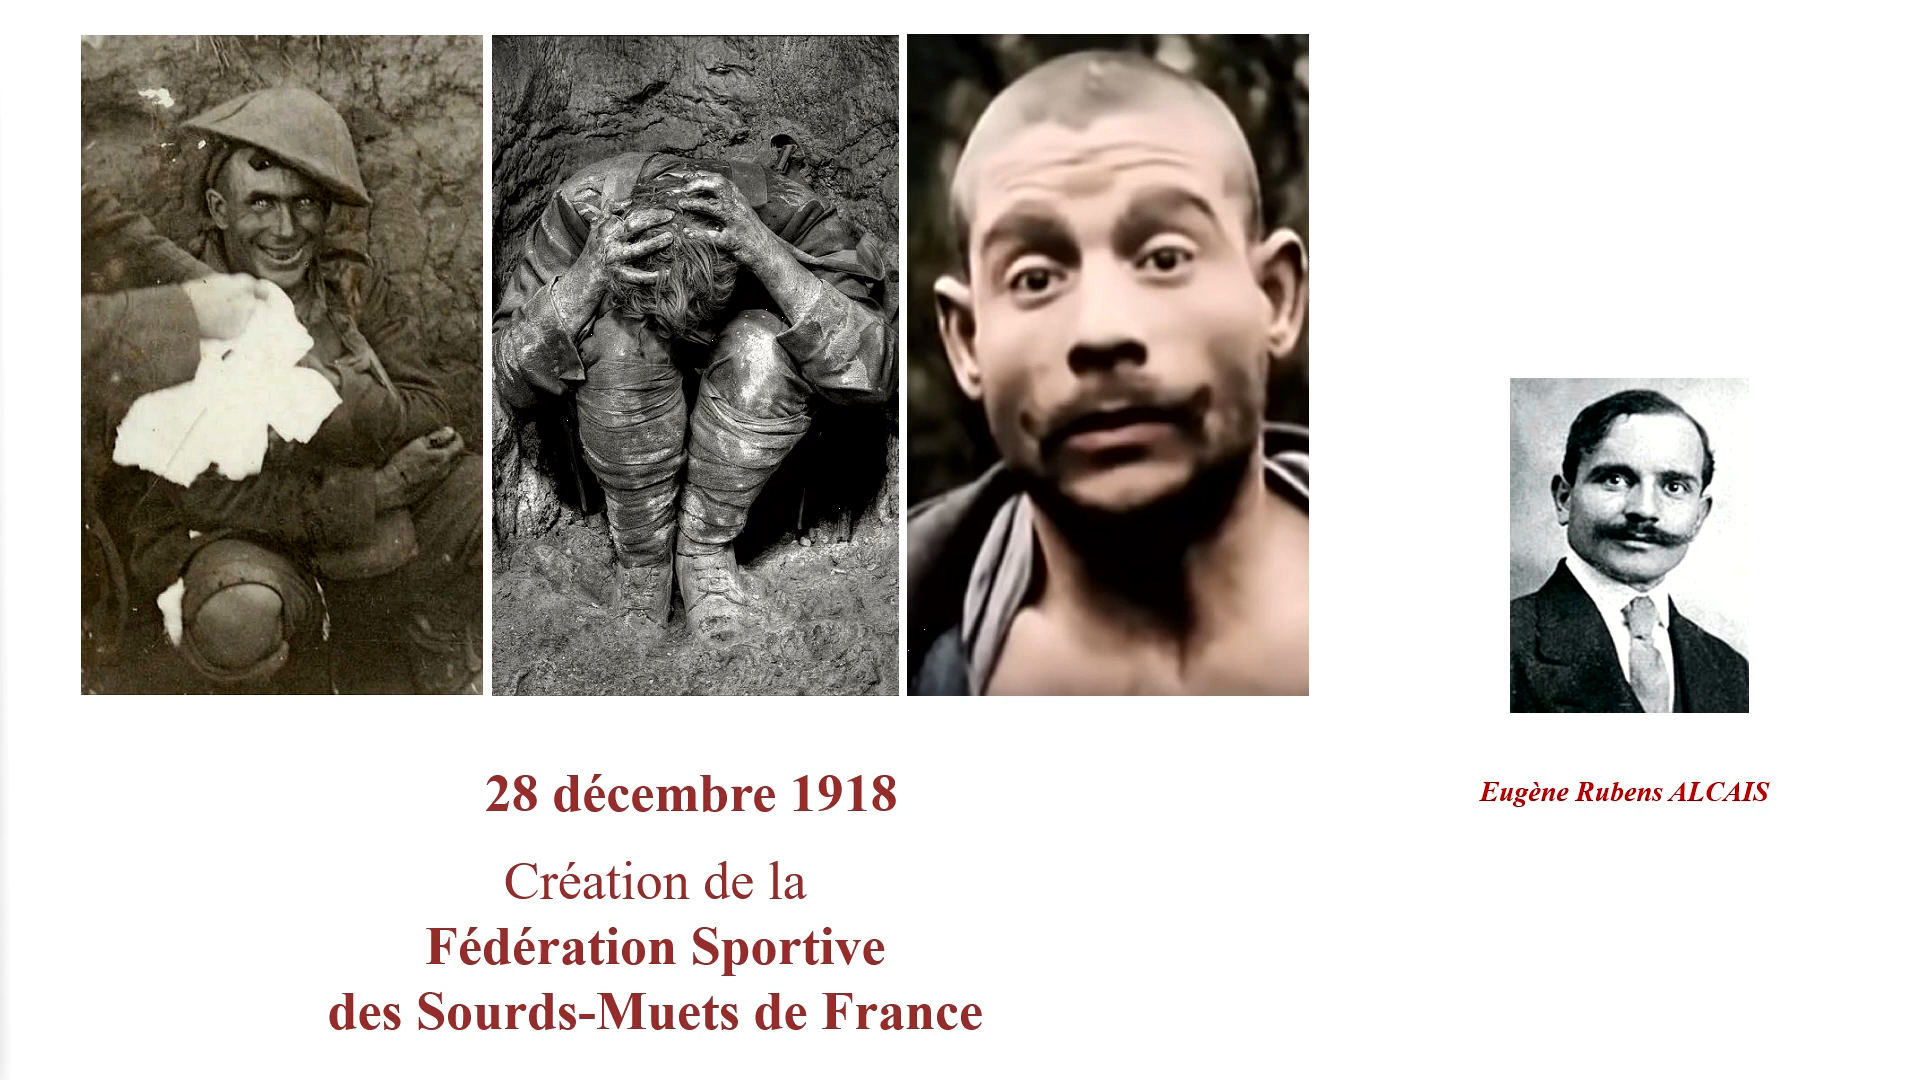 28 décembre 1918
Création de la
Fédération Sportive
des Sourds-Muets de France
Eugène Rubens ALCAIS